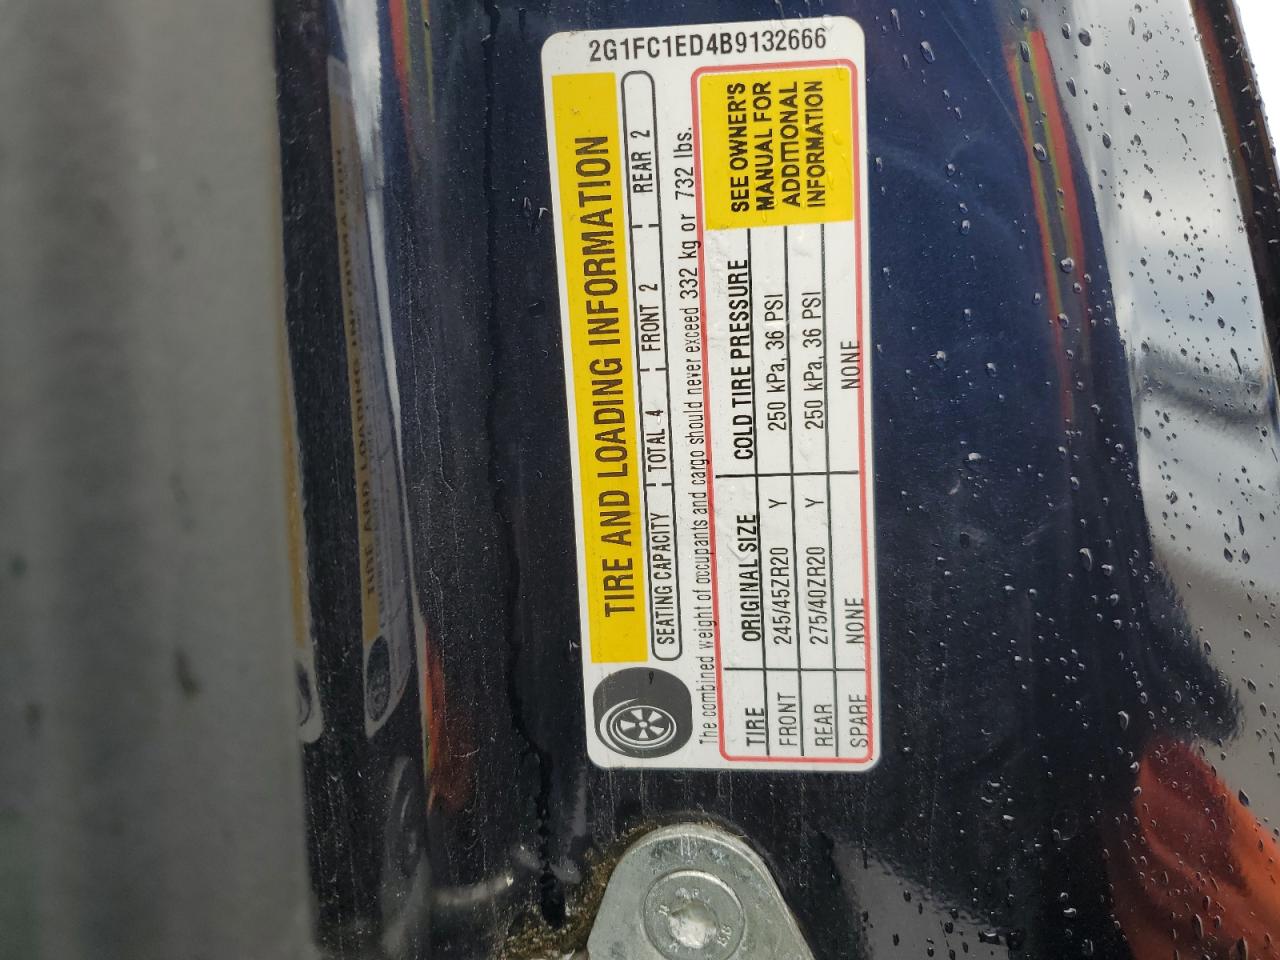 2G1FC1ED4B9132666
TIRE AND LOADING INFORMATION
SEATING CAPACITY TOTAL 4 FRONT 2 REAR 2
The combined weight of occupants and cargo should never exceed 332 kg or 732 lbs.
TIRE ORIGINAL SIZE COLD TIRE PRESSURE
FRONT 245/45ZR20 Y 250 kPa, 36 PSI
REAR 275/40ZR20 Y 250 kPa, 36 PSI
SPARE NONE NONE
SEE OWNER'S
MANUAL FOR
ADDITIONAL
INFORMATION